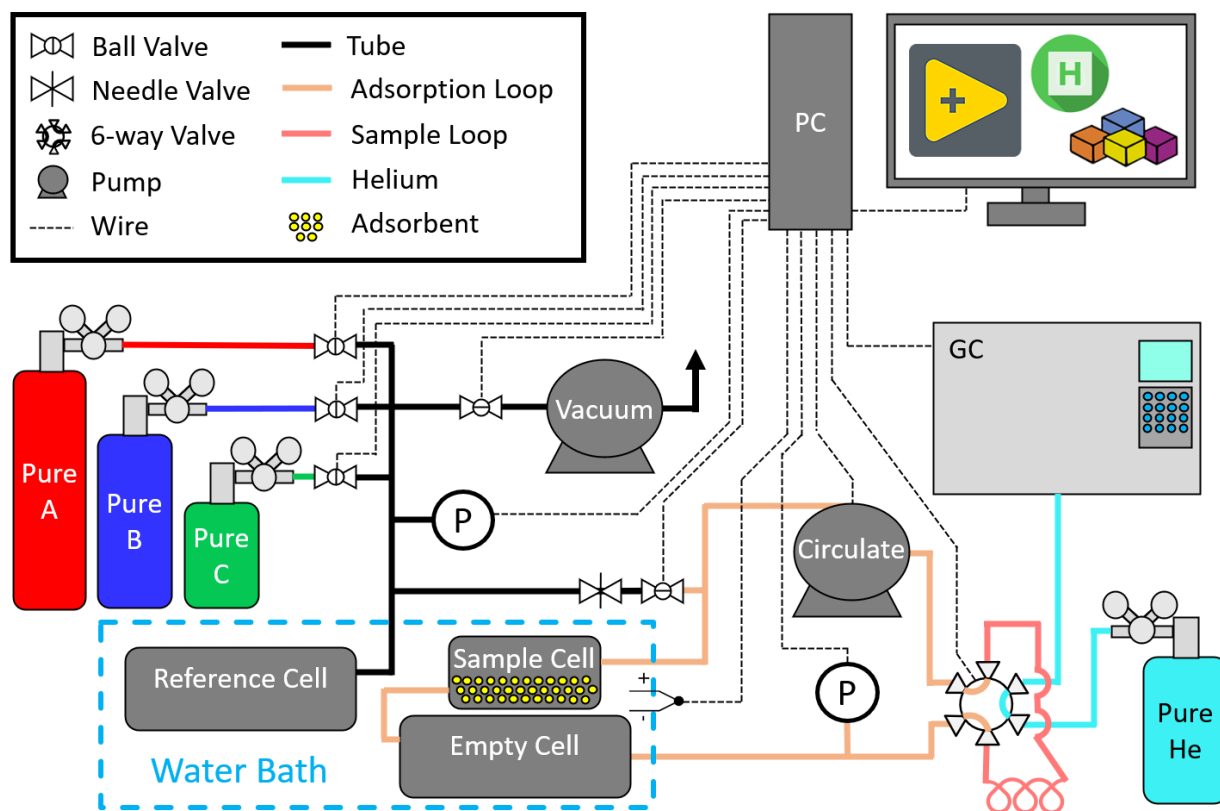 Ball Valve
Needle Valve
6-way Valve
Pump
Wire
Tube
Adsorption Loop
Sample Loop
Helium
Adsorbent
PC
+
H
GC
Pure
A
Pure
B
Pure
C
Vacuum
P
Circulate
Reference Cell
Sample Cell
Empty Cell
+
-
P
Pure
He
Water Bath